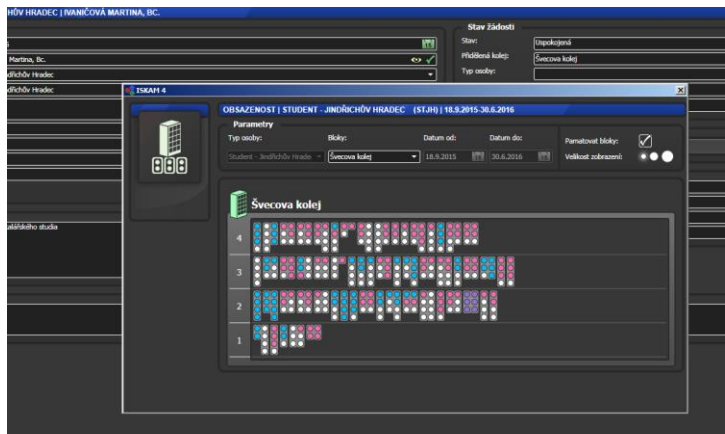 HŮV HRADEC | IVANIČOVÁ MARTINA, BC.
Stav žádosti
Stav:
Uspokojená
Martina, Bc.
Přidělená kolej:
Švecova kolej
dřichův Hradec
Typ osoby:
dřichův Hradec
ISKAM 4
OBSAZENOST | STUDENT - JINDŘICHŮV HRADEC (STJH) | 18.9.2015-30.6.2016
Parametry
Typ osoby:
Bloky:
Datum od:
Datum do:
Pamatovat bloky:
Student - Jindřichův Hrade
Švecova kolej
18.9.2015
30.6.2016
Velikost zobrazení:
Švecova kolej
4
alářského studia
3
2
1